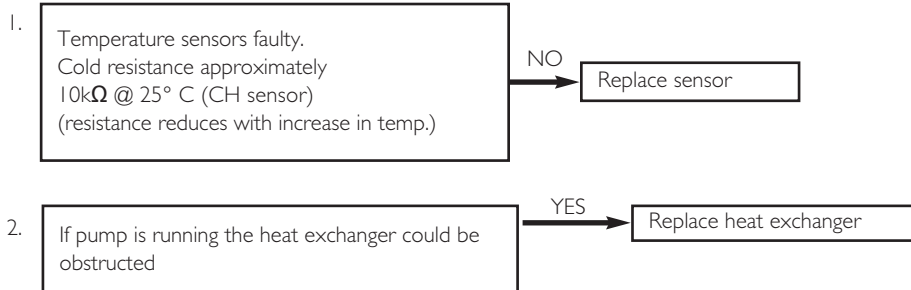 1.
Temperature sensors faulty.
Cold resistance approximately
10kΩ @ 25° C (CH sensor)
(resistance reduces with increase in temp.)
NO
Replace sensor
2.
If pump is running the heat exchanger could be
obstructed
YES
Replace heat exchanger